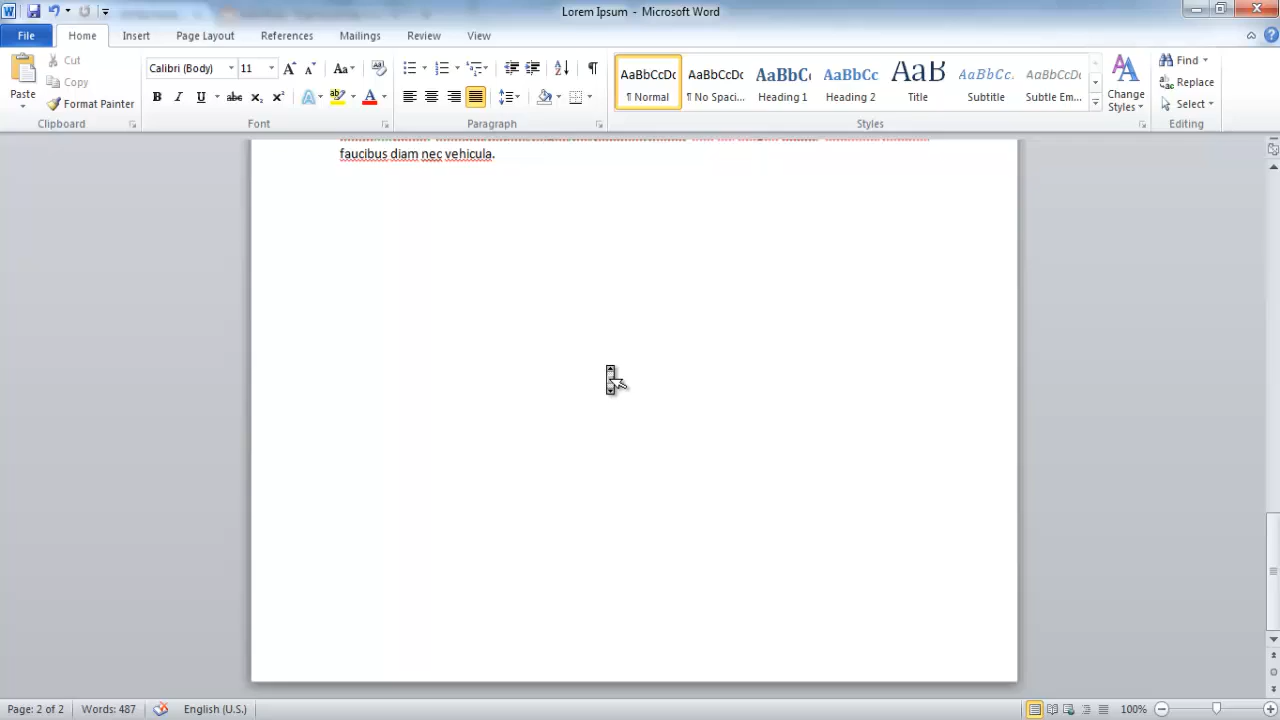 Lorem Ipsum - Microsoft Word
File Home Insert Page Layout References Mailings Review View
Paste
Cut
Copy
Format Painter
Clipboard
Calibri (Body) 11
Font
Paragraph
AaBbCcDc AaBbCcDc AaBbC AaBbCc AaB AaBbCc. AaBbCcDc
¶ Normal ¶ No Spaci... Heading 1 Heading 2 Title Subtitle Subtle Em...
Change Styles
Styles
Find
Replace
Select
Editing
faucibus diam nec vehicula.
Page: 2 of 2 Words: 487 English (U.S.) 100%